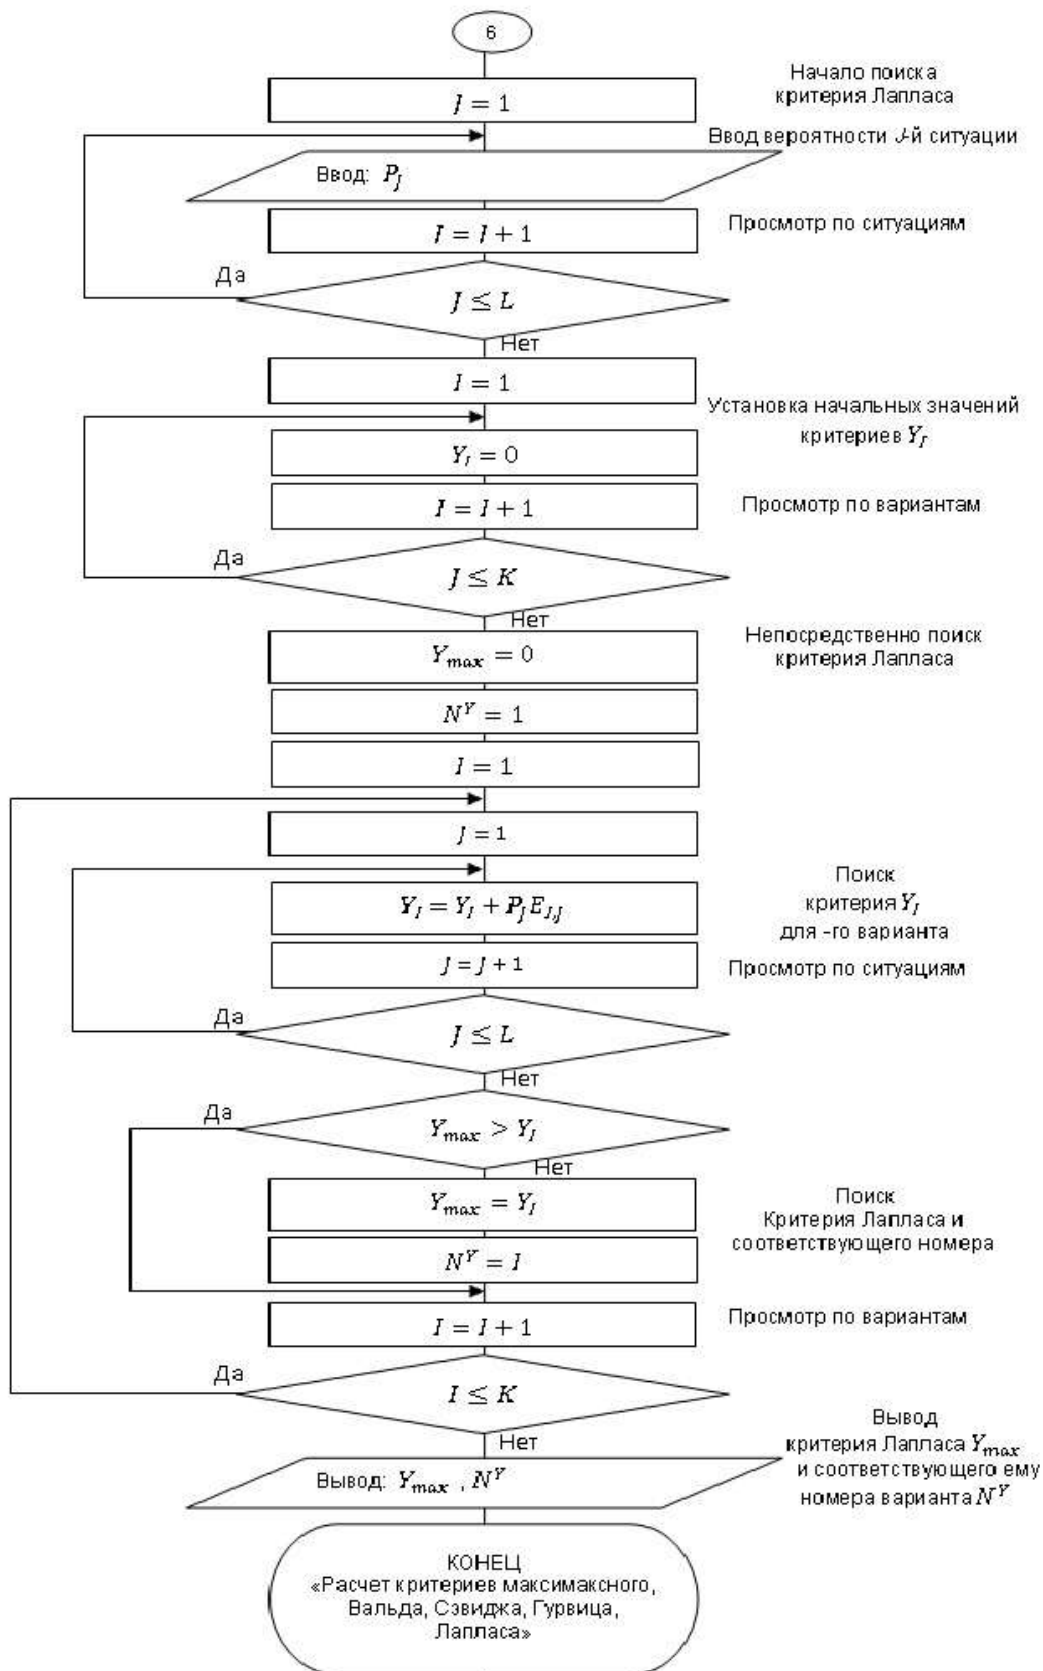 6
J = 1
Начало поиска
критерия Лапласа
Ввод вероятности J-й ситуации
Ввод: P_J
I = I + 1
Просмотр по ситуациям
Да
J ≤ L
Нет
I = 1
Установка начальных значений
критериев Y_I
Y_I = 0
I = I + 1
Просмотр по вариантам
Да
J ≤ K
Нет
Y_max = 0
Непосредственно поиск
критерия Лапласа
N^Y = 1
I = 1
J = 1
Y_I = Y_I + P_J E_I,J
Поиск
критерия Y_I
для -го варианта
J = J + 1
Просмотр по ситуациям
Да
J ≤ L
Нет
Да
Y_max > Y_I
Нет
Y_max = Y_I
Поиск
Критерия Лапласа и
соответствующего номера
N^Y = I
I = I + 1
Просмотр по вариантам
Да
I ≤ K
Нет
Вывод
критерия Лапласа Y_max
и соответствующего ему
номера варианта N^Y
Вывод: Y_max , N^Y
КОНЕЦ
«Расчет критериев максимаксного,
Вальда, Сэвиджа, Гурвица,
Лапласа»